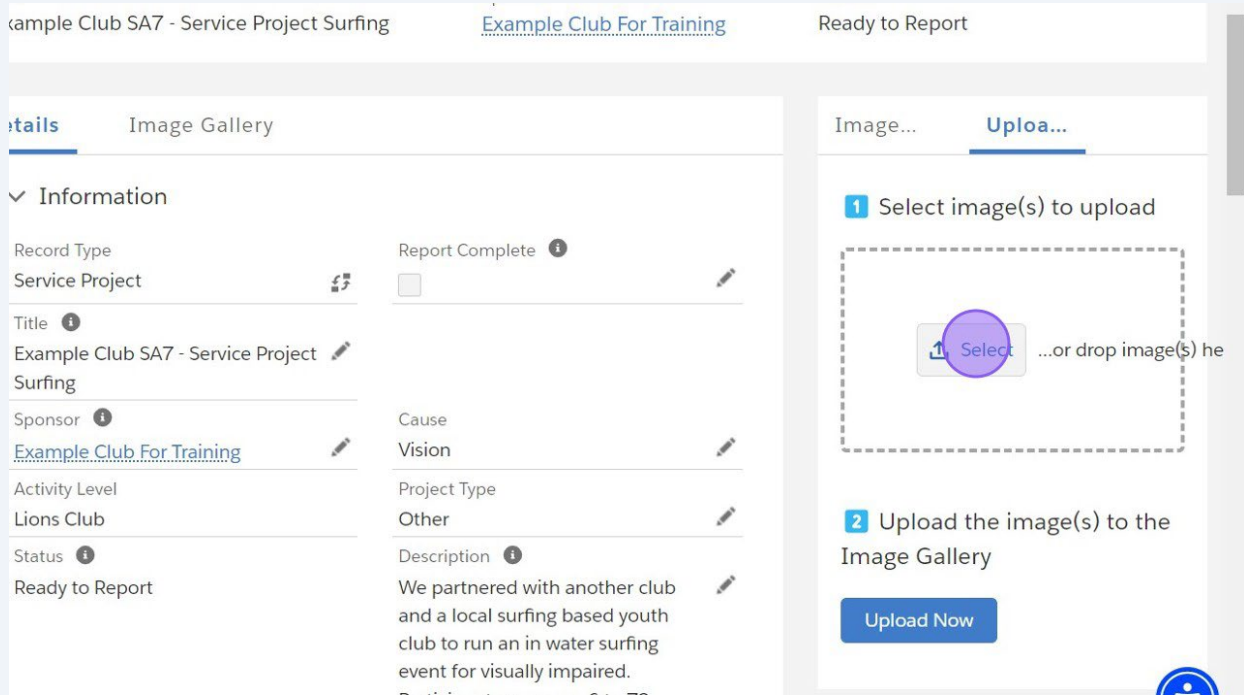 xample Club SA7 - Service Project Surfing
Example Club For Training
Ready to Report
etails
Image Gallery
Information
Record Type
Service Project
Report Complete
Title
Example Club SA7 - Service Project
Surfing
Sponsor
Example Club For Training
Cause
Vision
Activity Level
Lions Club
Project Type
Other
Status
Ready to Report
Description
We partnered with another club
and a local surfing based youth
club to run an in water surfing
event for visually impaired.
Image...
Uploa...
1 Select image(s) to upload
Select
...or drop image(s) he
2 Upload the image(s) to the
Image Gallery
Upload Now